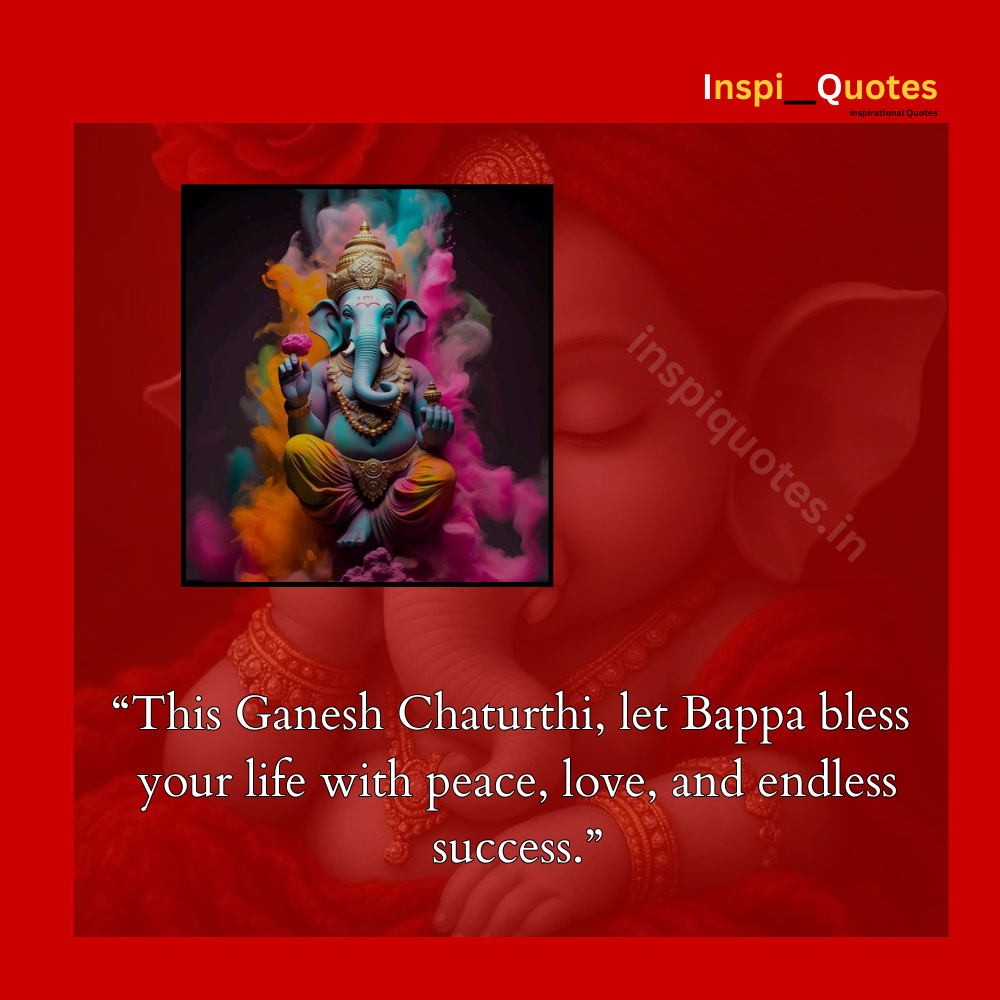 Inspi__Quotes
inspirational Quotes
inspiquotes.in
“This Ganesh Chaturthi, let Bappa bless
your life with peace, love, and endless
success.”